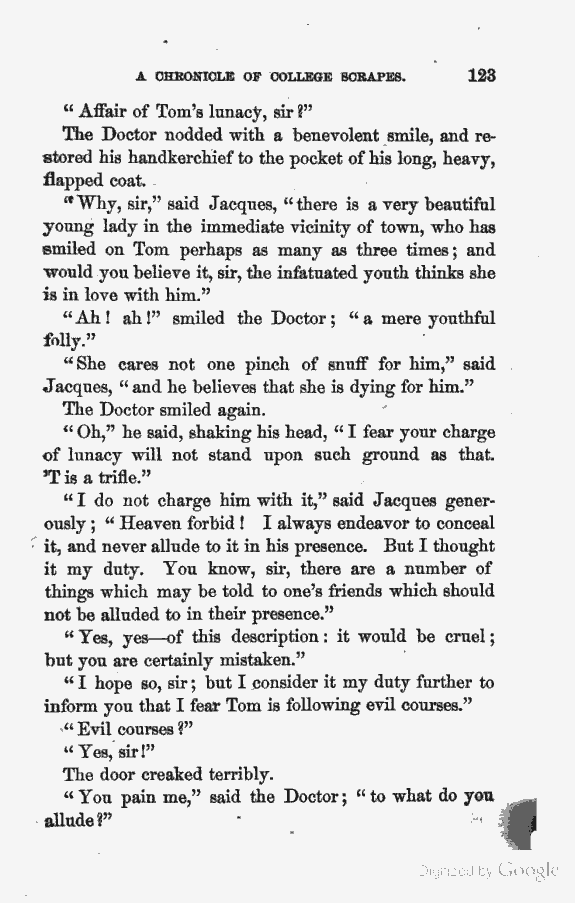 A CHRONICLE OF COLLEGE SCRAPES. 123
“Affair of Tom’s lunacy, sir?”
The Doctor nodded with a benevolent smile, and re-
stored his handkerchief to the pocket of his long, heavy,
flapped coat.
“Why, sir,” said Jacques, “there is a very beautiful
young lady in the immediate vicinity of town, who has
smiled on Tom perhaps as many as three times; and
would you believe it, sir, the infatuated youth thinks she
is in love with him.”
“Ah! ah!” smiled the Doctor; “a mere youthful
folly.”
“She cares not one pinch of snuff for him,” said
Jacques, “and he believes that she is dying for him.”
The Doctor smiled again.
“Oh,” he said, shaking his head, “I fear your charge
of lunacy will not stand upon such ground as that.
’T is a trifle.”
“I do not charge him with it,” said Jacques gener-
ously; “Heaven forbid! I always endeavor to conceal
it, and never allude to it in his presence. But I thought
it my duty. You know, sir, there are a number of
things which may be told to one’s friends which should
not be alluded to in their presence.”
“Yes, yes—of this description: it would be cruel;
but you are certainly mistaken.”
“I hope so, sir; but I consider it my duty further to
inform you that I fear Tom is following evil courses.”
“Evil courses?”
“Yes, sir!”
The door creaked terribly.
“You pain me,” said the Doctor; “to what do you
allude?”
Digitized by Google